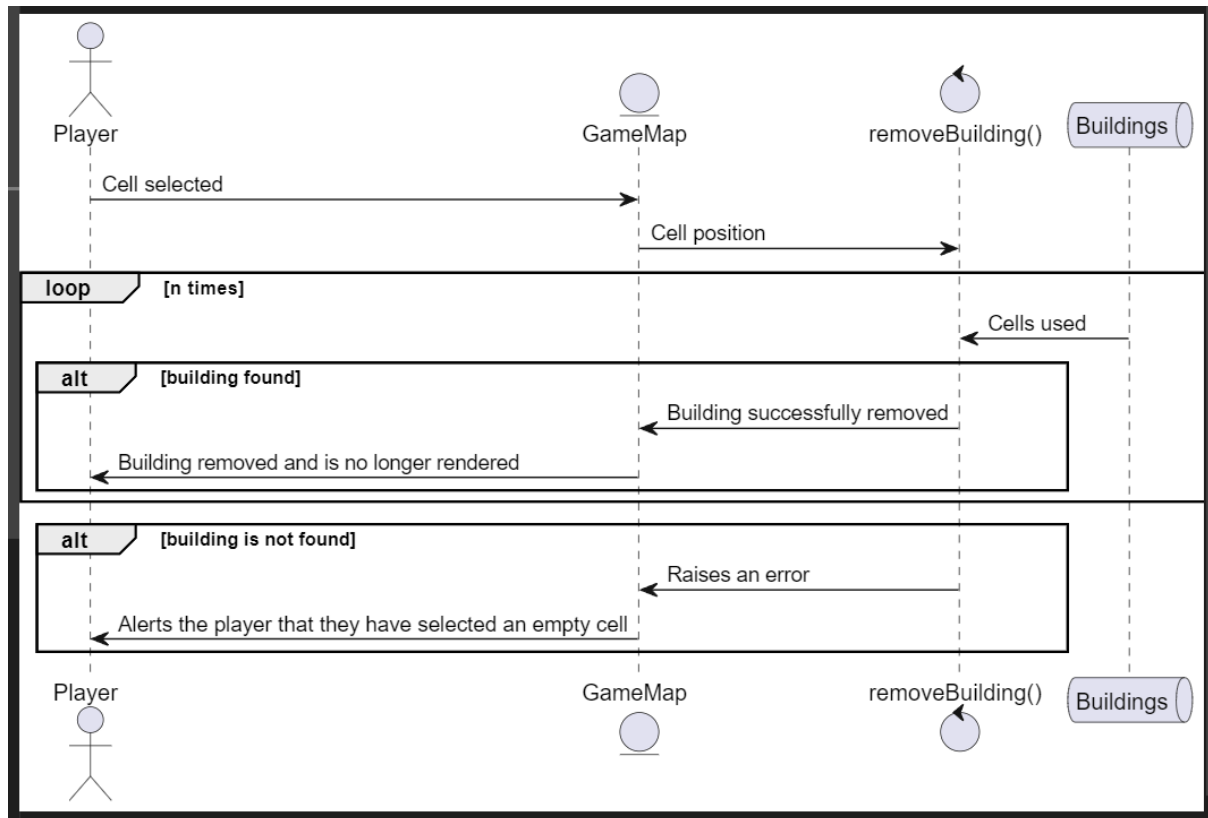 Player
GameMap
removeBuilding()
Buildings
Cell selected
Cell position
loop
[n times]
Cells used
alt
[building found]
Building successfully removed
Building removed and is no longer rendered
alt
[building is not found]
Raises an error
Alerts the player that they have selected an empty cell
Player
GameMap
removeBuilding()
Buildings